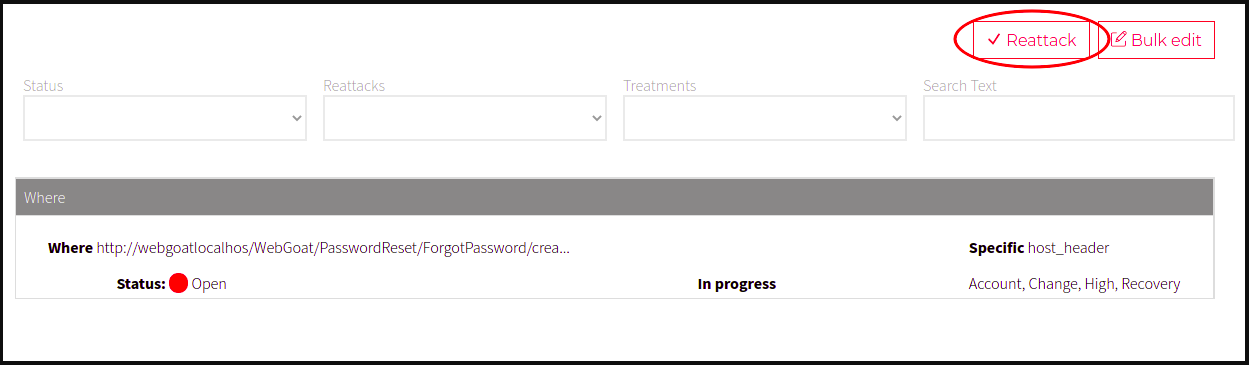 Reattack Bulk edit
Status Reattacks Treatments Search Text
Where
Where http://webgoatlocalhos/WebGoat/PasswordReset/ForgotPassword/crea... Specific host_header
Status: Open In progress Account, Change, High, Recovery